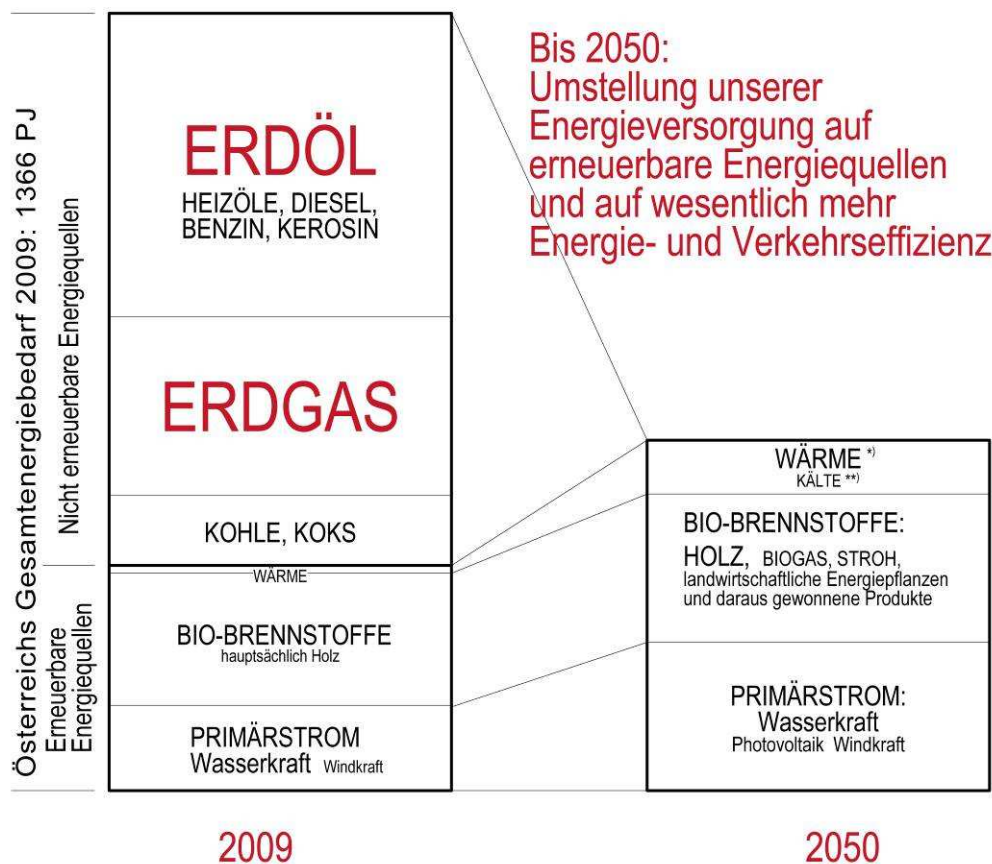 Österreichs Gesamtenergiebedarf 2009: 1366 PJ
Nicht erneuerbare Energiequellen
Erneuerbare
Energiequellen
ERDÖL
HEIZÖLE, DIESEL,
BENZIN, KEROSIN
ERDGAS
KOHLE, KOKS
WÄRME
BIO-BRENNSTOFFE
hauptsächlich Holz
PRIMÄRSTROM
Wasserkraft Windkraft
2009
Bis 2050:
Umstellung unserer
Energieversorgung auf
erneuerbare Energiequellen
und auf wesentlich mehr
Energie- und Verkehrseffizienz
WÄRME *)
KÄLTE **)
BIO-BRENNSTOFFE:
HOLZ, BIOGAS, STROH,
landwirtschaftliche Energiepflanzen
und daraus gewonnene Produkte
PRIMÄRSTROM:
Wasserkraft
Photovoltaik Windkraft
2050